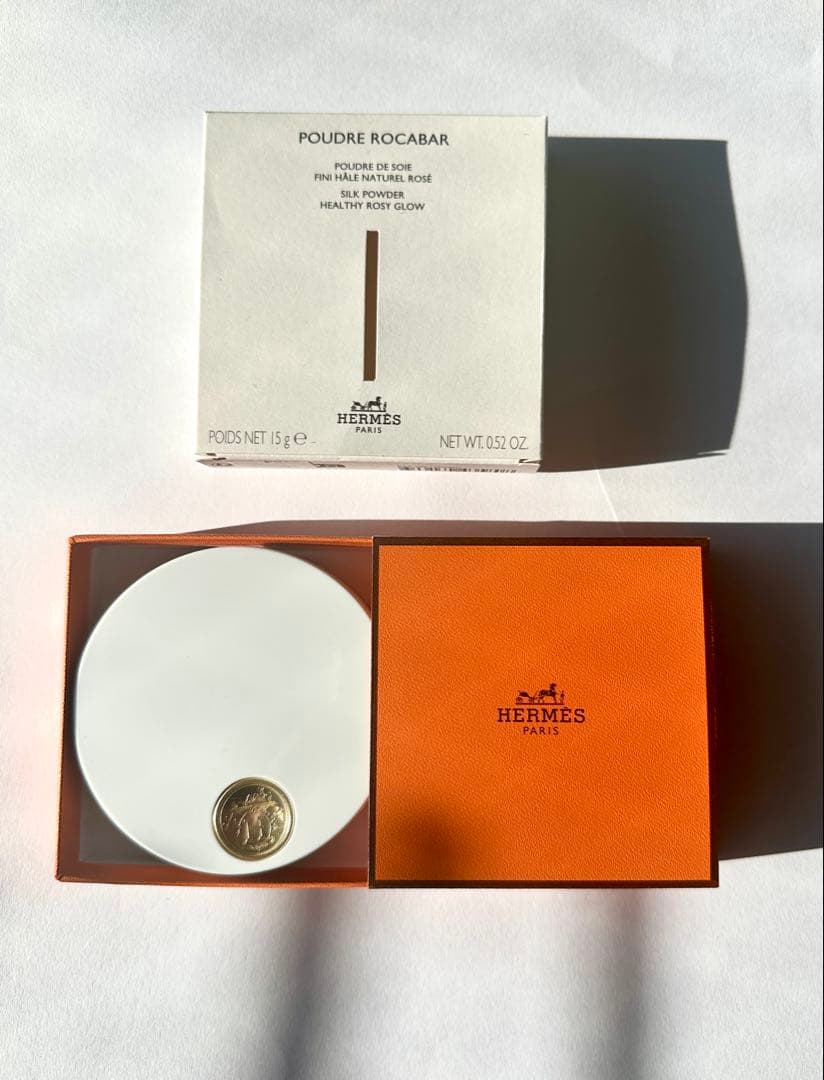 POUDRE ROCABAR
POUDRE DE SOIE
FINI HÂLE NATUREL ROSÉ
SILK POWDER
HEALTHY ROSY GLOW
HERMÈS
PARIS
POIDS NET 15 g ℮
NET WT. 0.52 OZ.
HERMÈS
PARIS